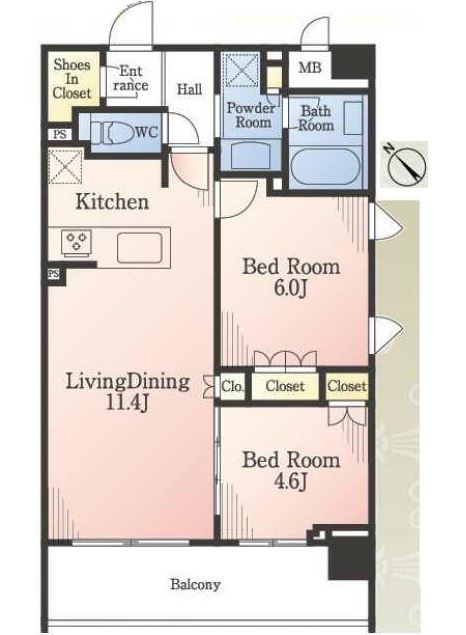 Shoes
In
Closet
Ent
rance
Hall
MB
Powder
Room
Bath
Room
PS
WC
N
Kitchen
Bed Room
6.0J
PS
LivingDining
11.4J
Clo.
Closet
Closet
Bed Room
4.6J
Balcony